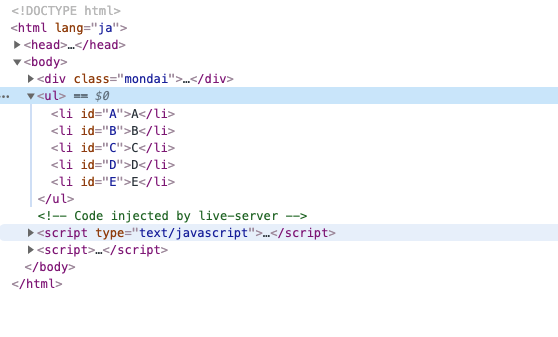 <!DOCTYPE html>
<html lang="ja">
<head>…</head>
<body>
<div class="mondai">…</div>
… <ul> == $0
<li id="A">A</li>
<li id="B">B</li>
<li id="C">C</li>
<li id="D">D</li>
<li id="E">E</li>
</ul>
<!-- Code injected by live-server -->
<script type="text/javascript">…</script>
<script>…</script>
</body>
</html>